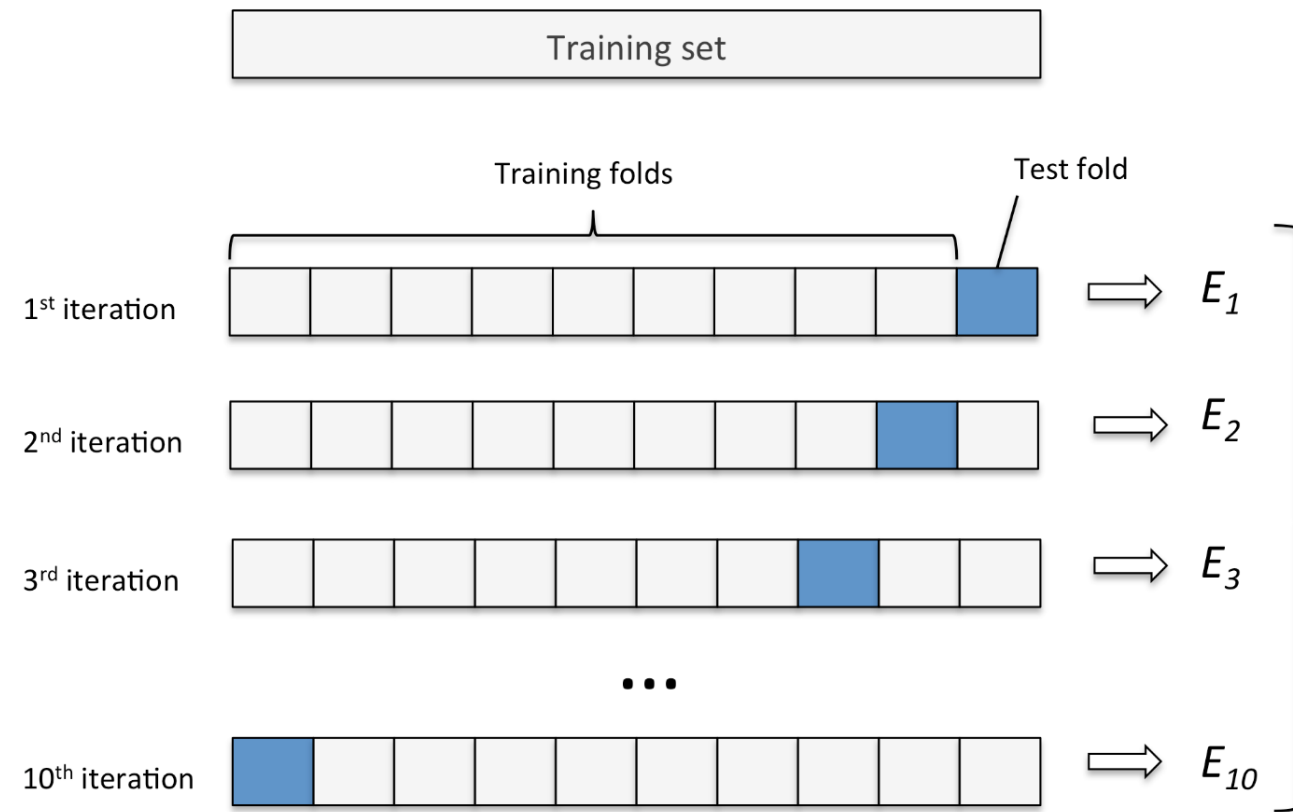 Training set
Training folds
Test fold
1st iteration
E1
2nd iteration
E2
3rd iteration
E3
...
10th iteration
E10